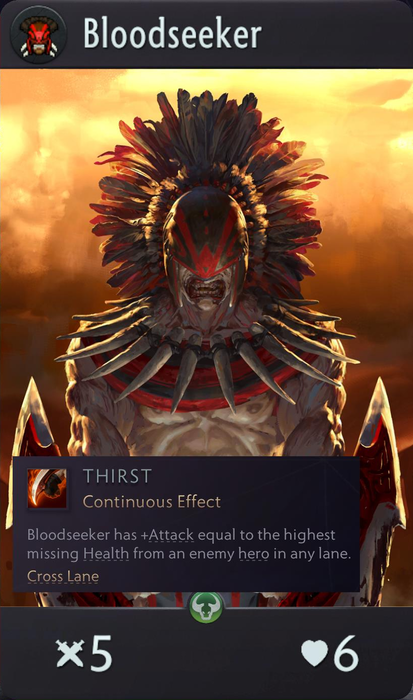 Bloodseeker
THIRST
Continuous Effect
Bloodseeker has +Attack equal to the highest
missing Health from an enemy hero in any lane.
Cross Lane
5 6